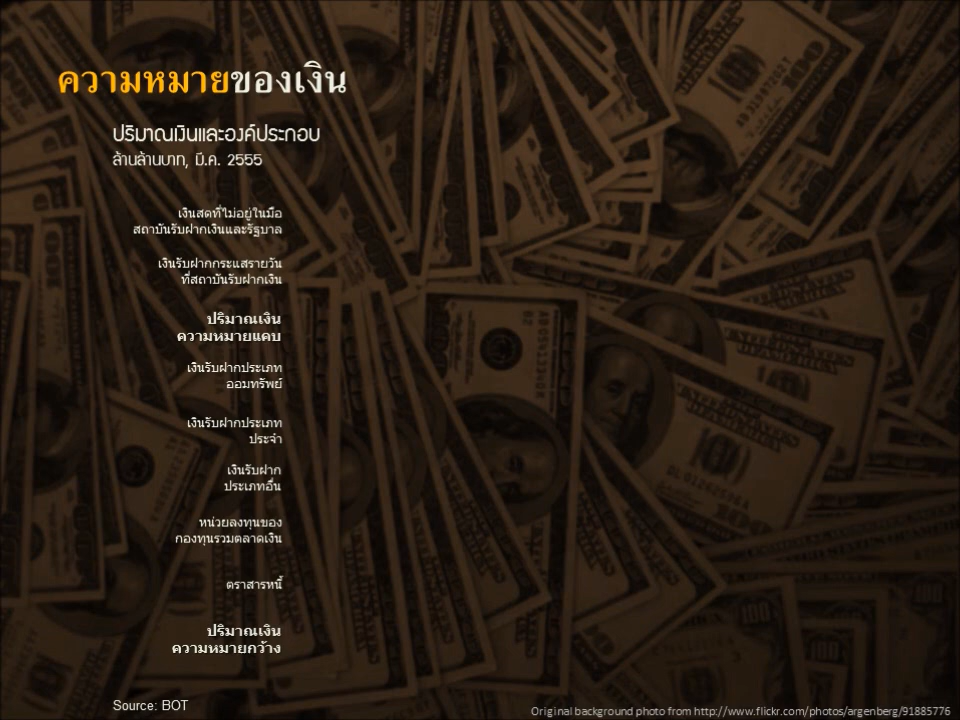 ความหมายของเงิน
ปริมาณเงินและองค์ประกอบ
ล้านล้านบาท, มี.ค. 2555
เงินสดที่ไม่อยู่ในมือ
สถาบันรับฝากเงินและรัฐบาล
เงินรับฝากกระแสรายวัน
ที่สถาบันรับฝากเงิน
ปริมาณเงิน
ความหมายแคบ
เงินรับฝากประเภท
ออมทรัพย์
เงินรับฝากประเภท
ประจำ
เงินรับฝาก
ประเภทอื่น
หน่วยลงทุนของ
กองทุนรวมตลาดเงิน
ตราสารหนี้
ปริมาณเงิน
ความหมายกว้าง
Source: BOT
Original background photo from http://www.flickr.com/photos/argenberg/91885776